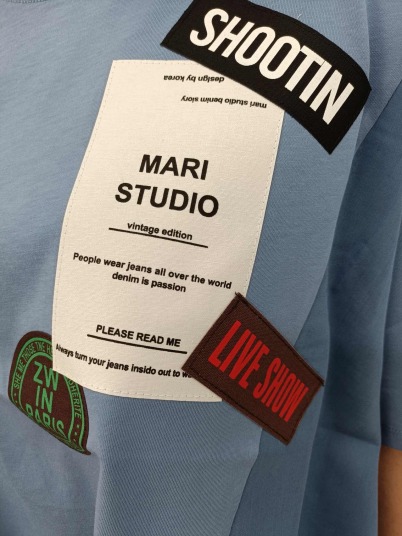 SHOOTIN
design by korea
mari studio benim story
MARI
STUDIO
vintage edition
People wear jeans all over the world
denim is passion
PLEASE READ ME
Always turn your jeans insido out to
LIVE SHOW
ZW
IN
PARIS